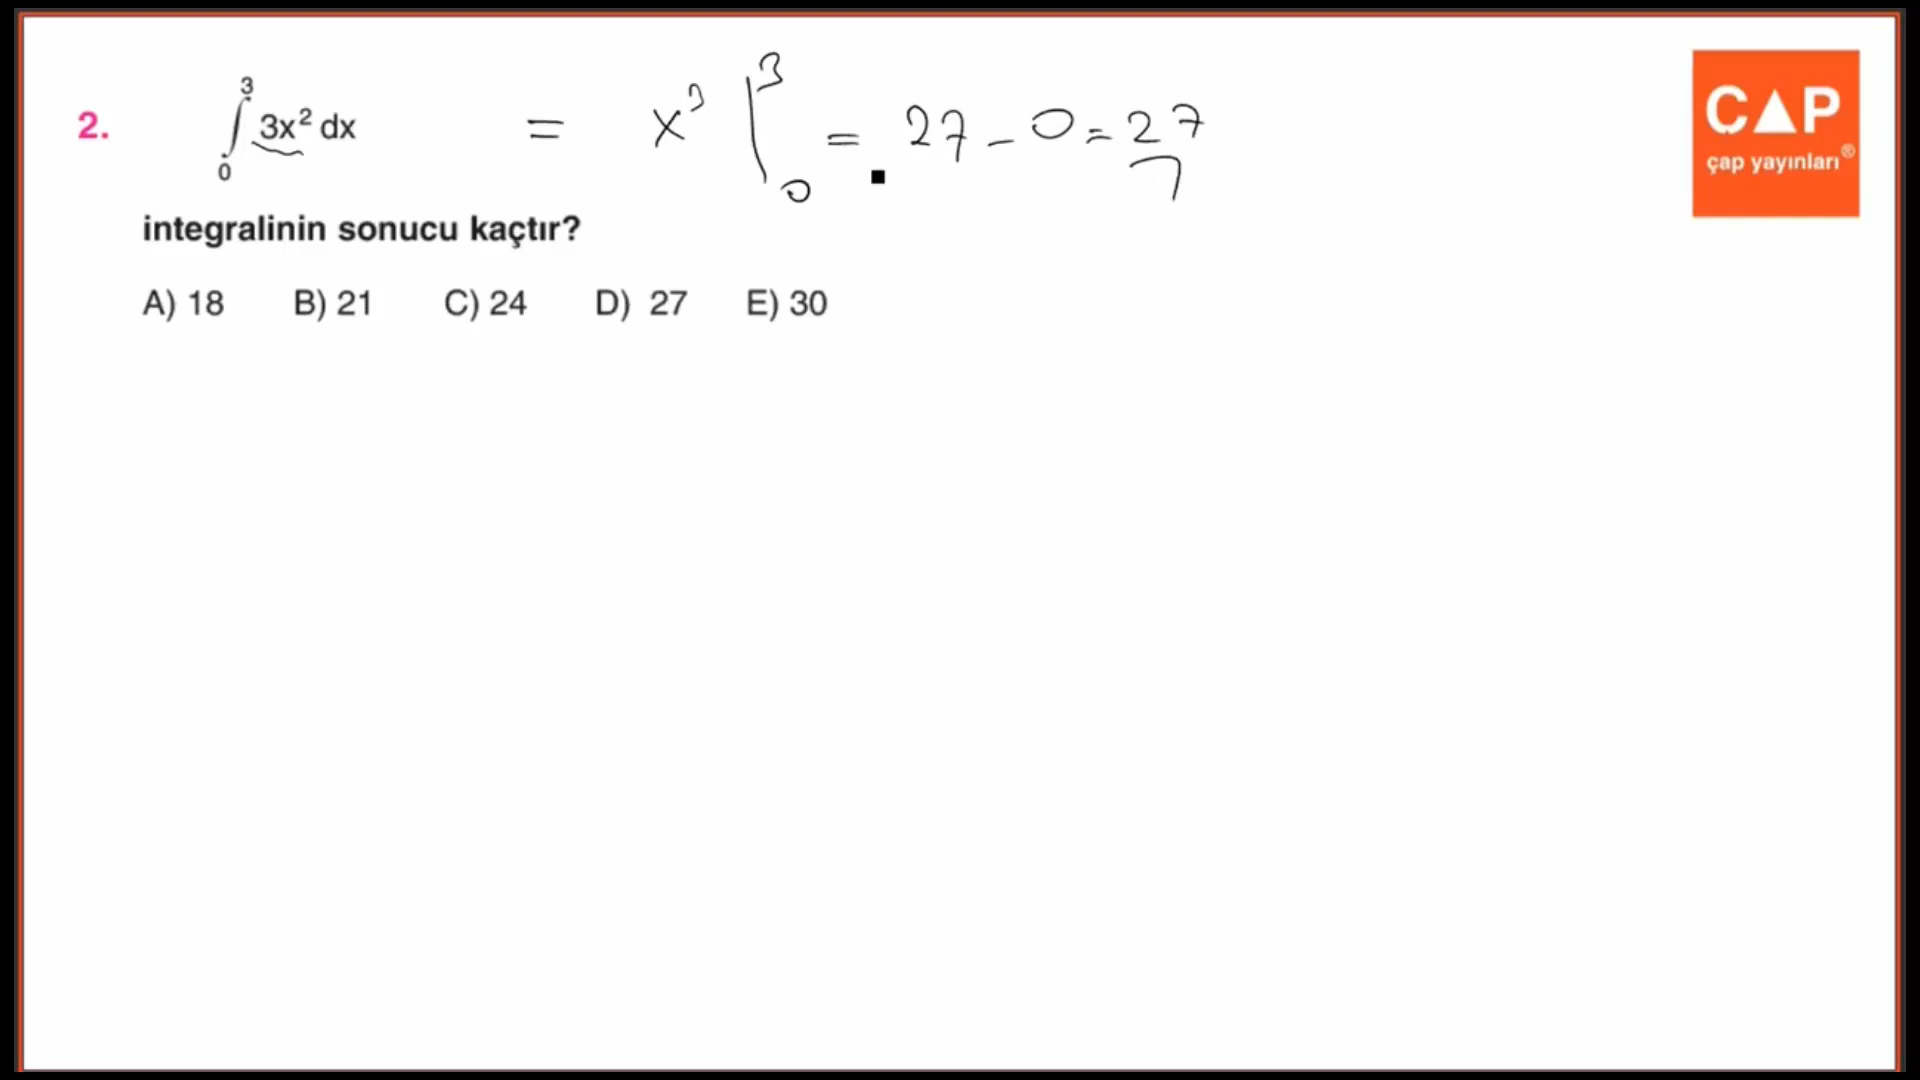 2. ∫₀³ 3x² dx = x³ |₀³ = 27 - 0 = 27
integralinin sonucu kaçtır?
A) 18 B) 21 C) 24 D) 27 E) 30
CAP
çap yayınları®